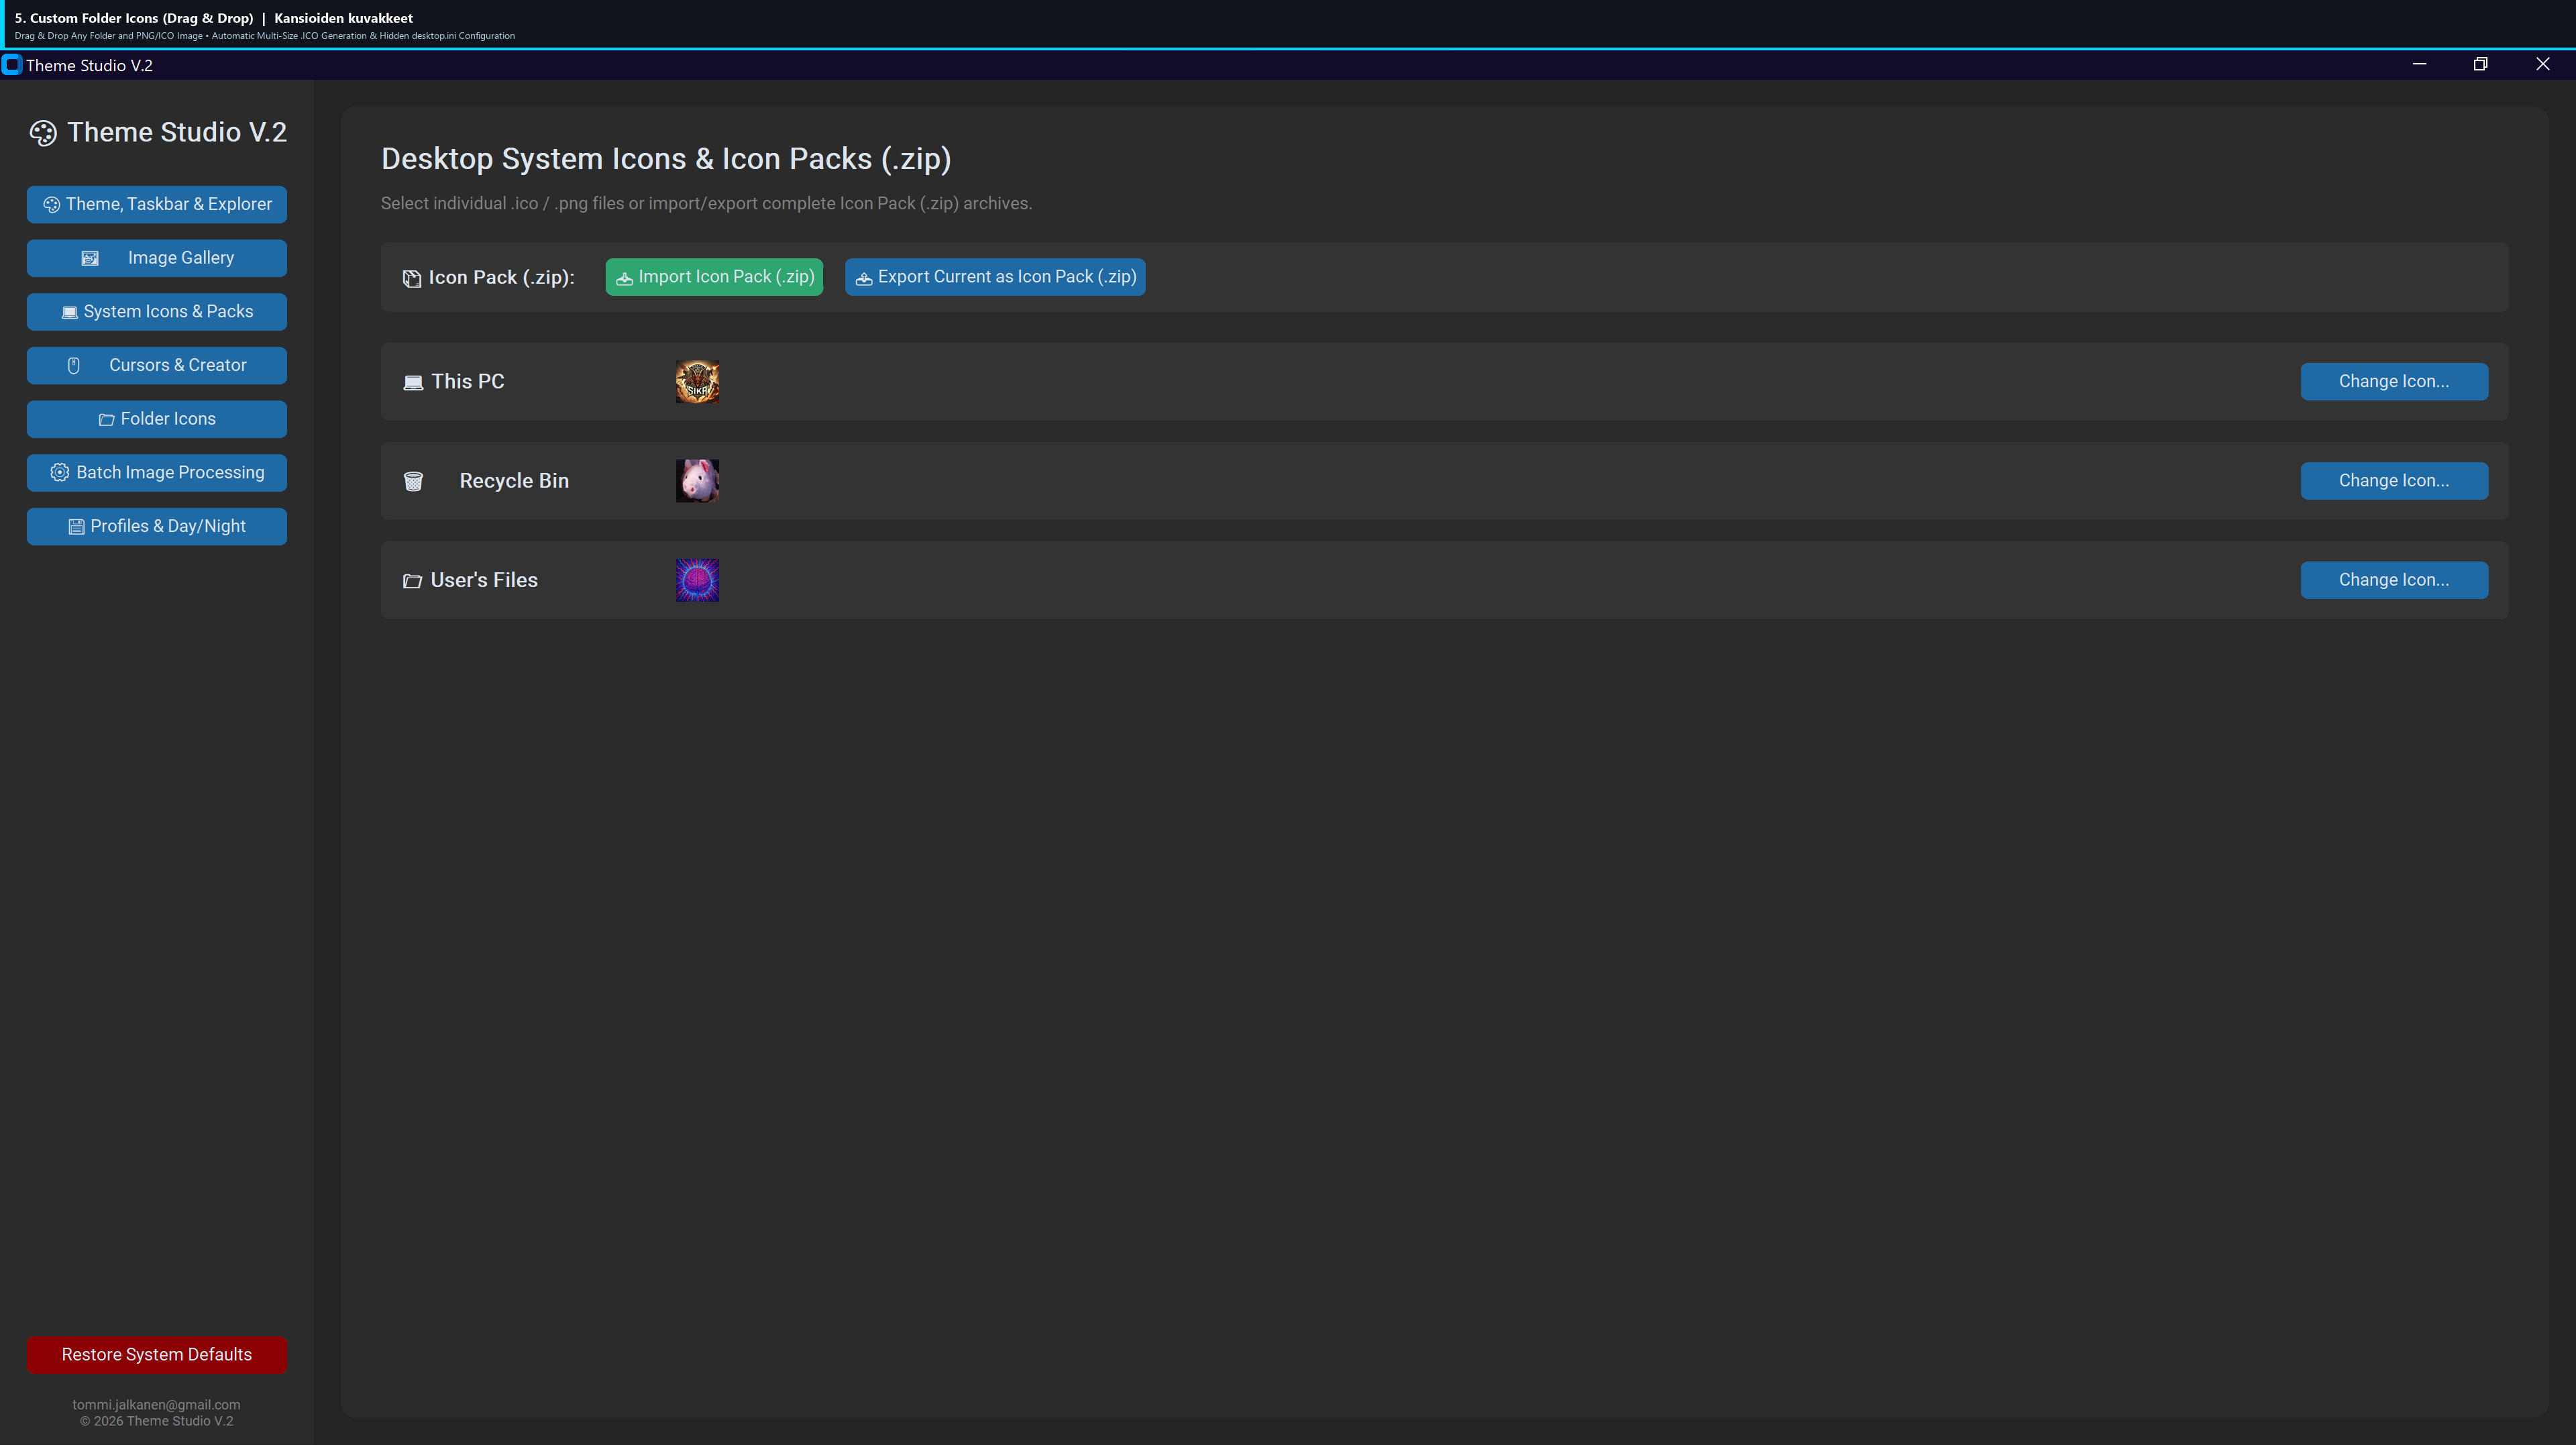 5. Custom Folder Icons (Drag & Drop) | Kansioiden kuvakkeet
Drag & Drop Any Folder and PNG/ICO Image • Automatic Multi-Size .ICO Generation & Hidden desktop.ini Configuration
Theme Studio V.2
Theme Studio V.2
Theme, Taskbar & Explorer
Image Gallery
System Icons & Packs
Cursors & Creator
Folder Icons
Batch Image Processing
Profiles & Day/Night
Restore System Defaults
tommi.jalkanen@gmail.com
© 2026 Theme Studio V.2
Desktop System Icons & Icon Packs (.zip)
Select individual .ico / .png files or import/export complete Icon Pack (.zip) archives.
Icon Pack (.zip): Import Icon Pack (.zip) Export Current as Icon Pack (.zip)
This PC SIKA Change Icon...
Recycle Bin Change Icon...
User's Files Change Icon...